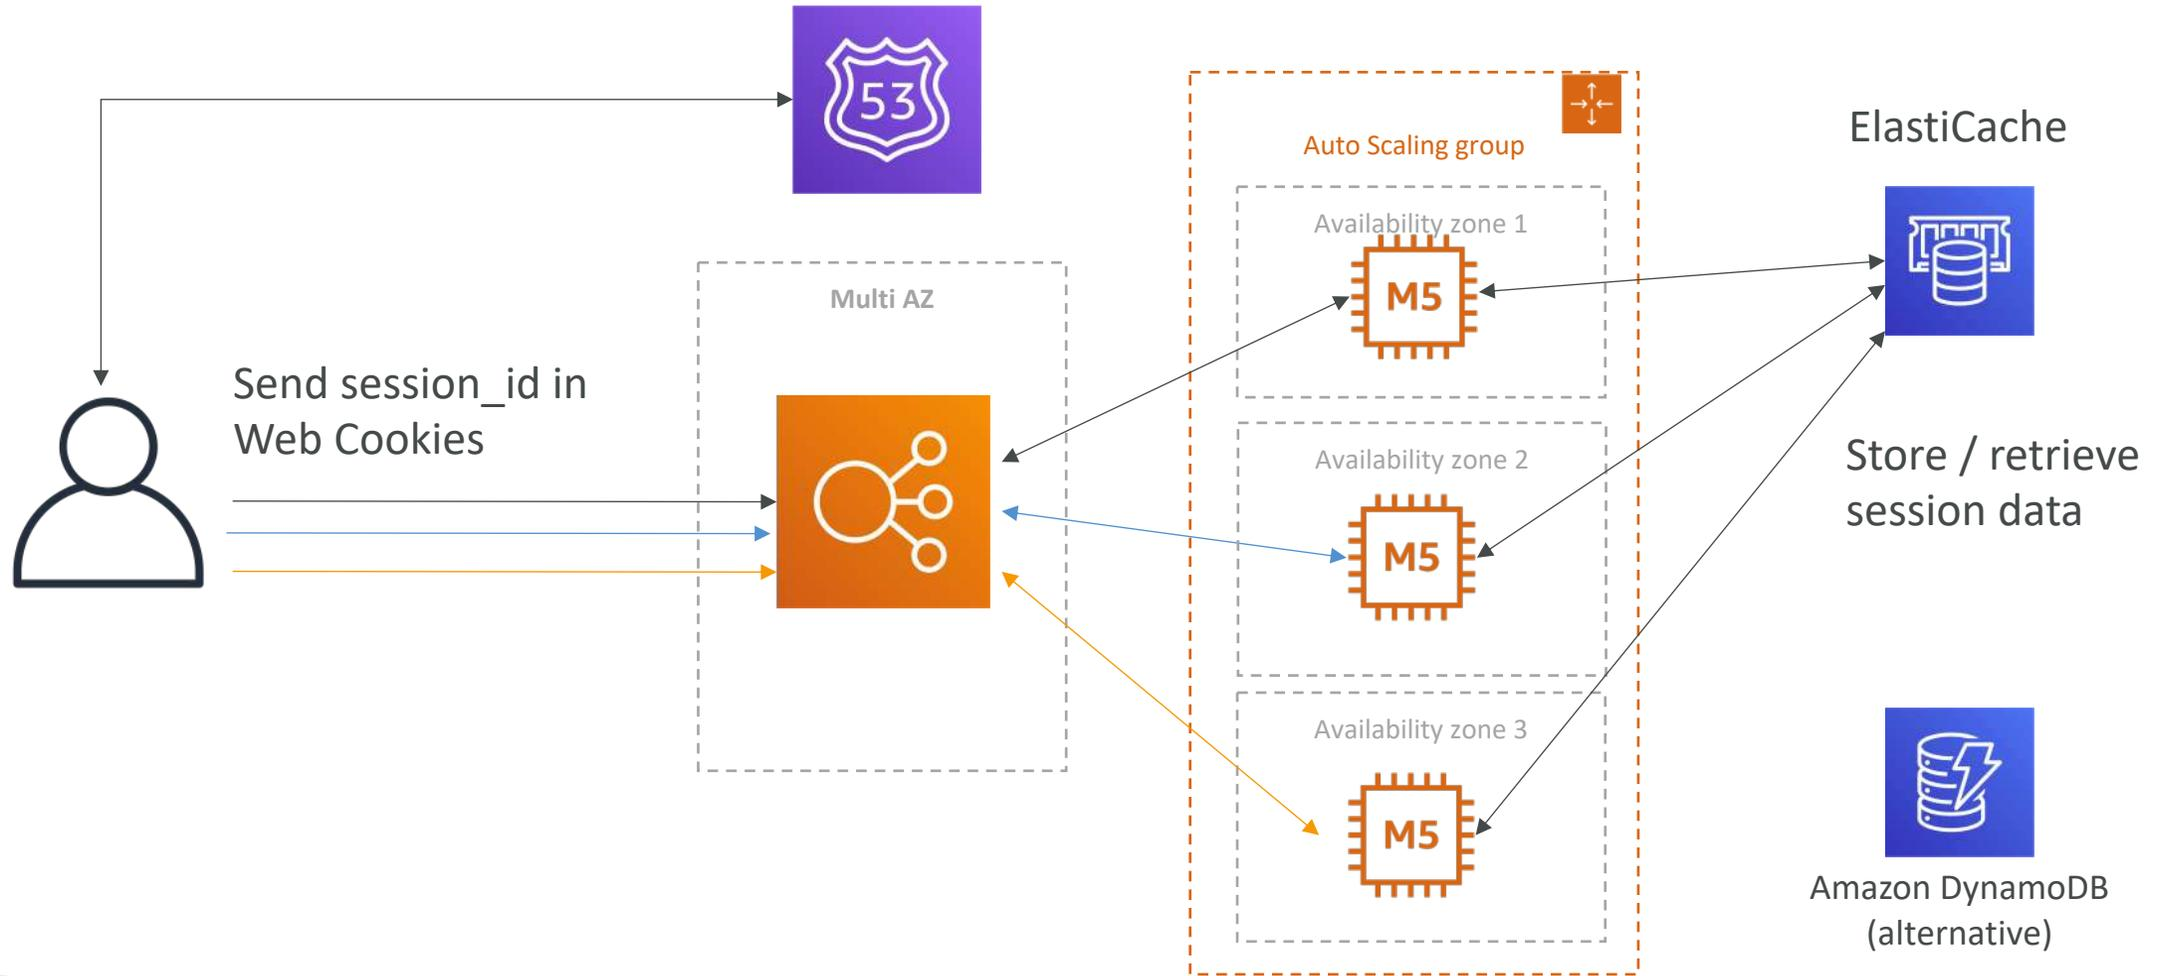 53
Auto Scaling group
ElastiCache
Availability zone 1
M5
Multi AZ
Send session_id in
Web Cookies
Availability zone 2
M5
Store / retrieve
session data
Availability zone 3
M5
Amazon DynamoDB
(alternative)